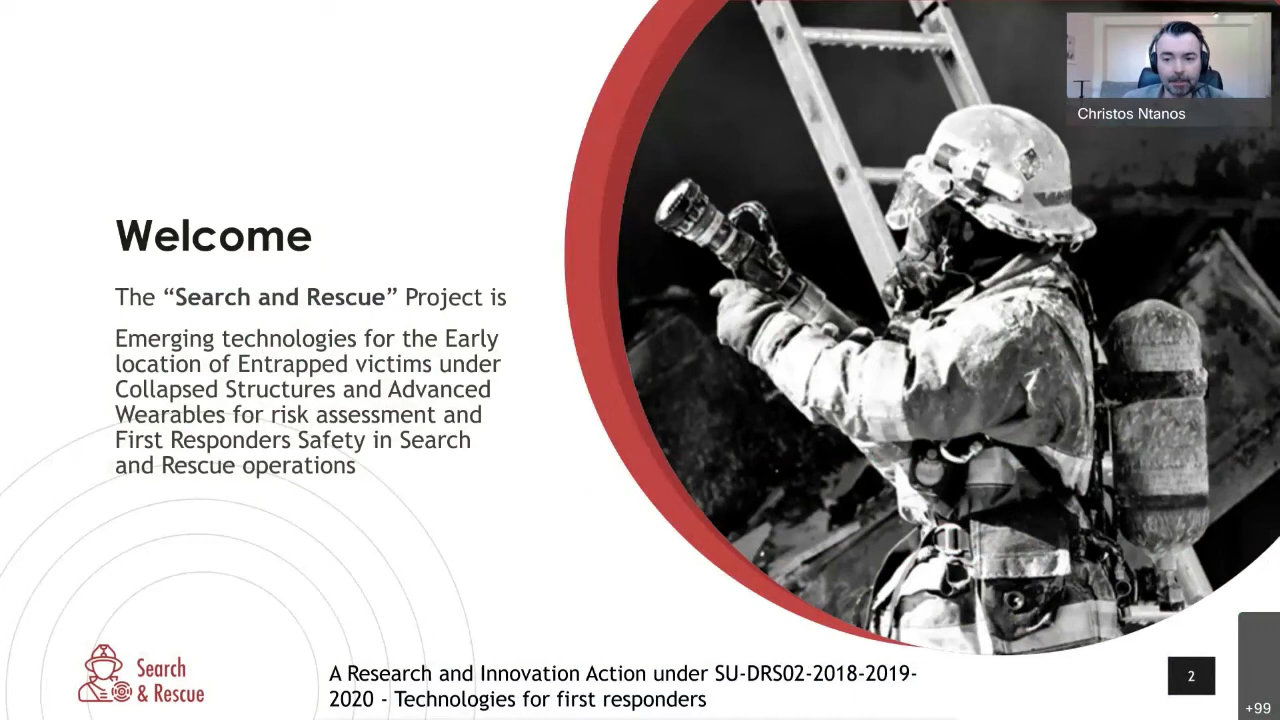 Christos Ntanos
Welcome
The “Search and Rescue” Project is
Emerging technologies for the Early
location of Entrapped victims under
Collapsed Structures and Advanced
Wearables for risk assessment and
First Responders Safety in Search
and Rescue operations
Search
& Rescue
A Research and Innovation Action under SU-DRS02-2018-2019-
2020 - Technologies for first responders
2
+99